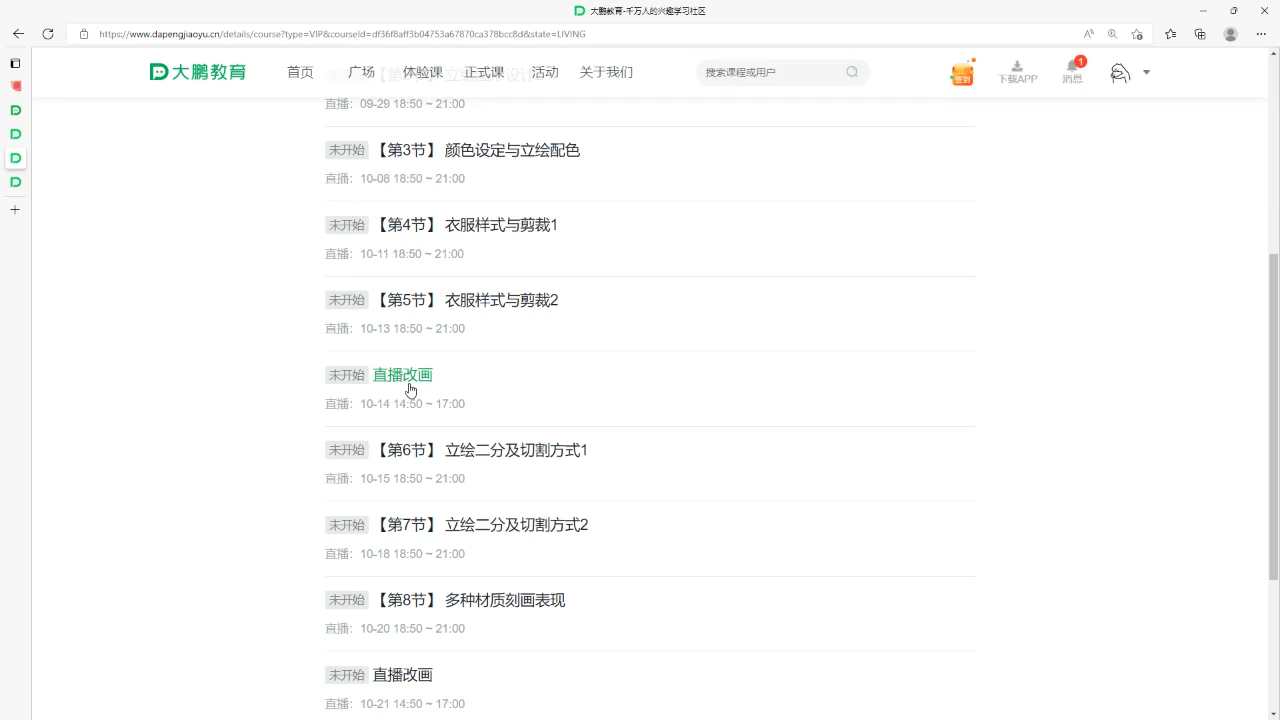 大鹏教育-千万人的兴趣学习社区
https://www.dapengjiaoyu.cn/details/course?type=VIP&courseId=df36f8aff3b04753a67870ca378bcc8d&state=LIVING
大鹏教育 首页 广场 体验课 正式课 活动 关于我们 搜索课程或用户 签到 下载APP 消息 1
直播：09-29 18:50 ~ 21:00
未开始 【第3节】 颜色设定与立绘配色
直播：10-08 18:50 ~ 21:00
未开始 【第4节】 衣服样式与剪裁1
直播：10-11 18:50 ~ 21:00
未开始 【第5节】 衣服样式与剪裁2
直播：10-13 18:50 ~ 21:00
未开始 直播改画
直播：10-14 14:50 ~ 17:00
未开始 【第6节】 立绘二分及切割方式1
直播：10-15 18:50 ~ 21:00
未开始 【第7节】 立绘二分及切割方式2
直播：10-18 18:50 ~ 21:00
未开始 【第8节】 多种材质刻画表现
直播：10-20 18:50 ~ 21:00
未开始 直播改画
直播：10-21 14:50 ~ 17:00